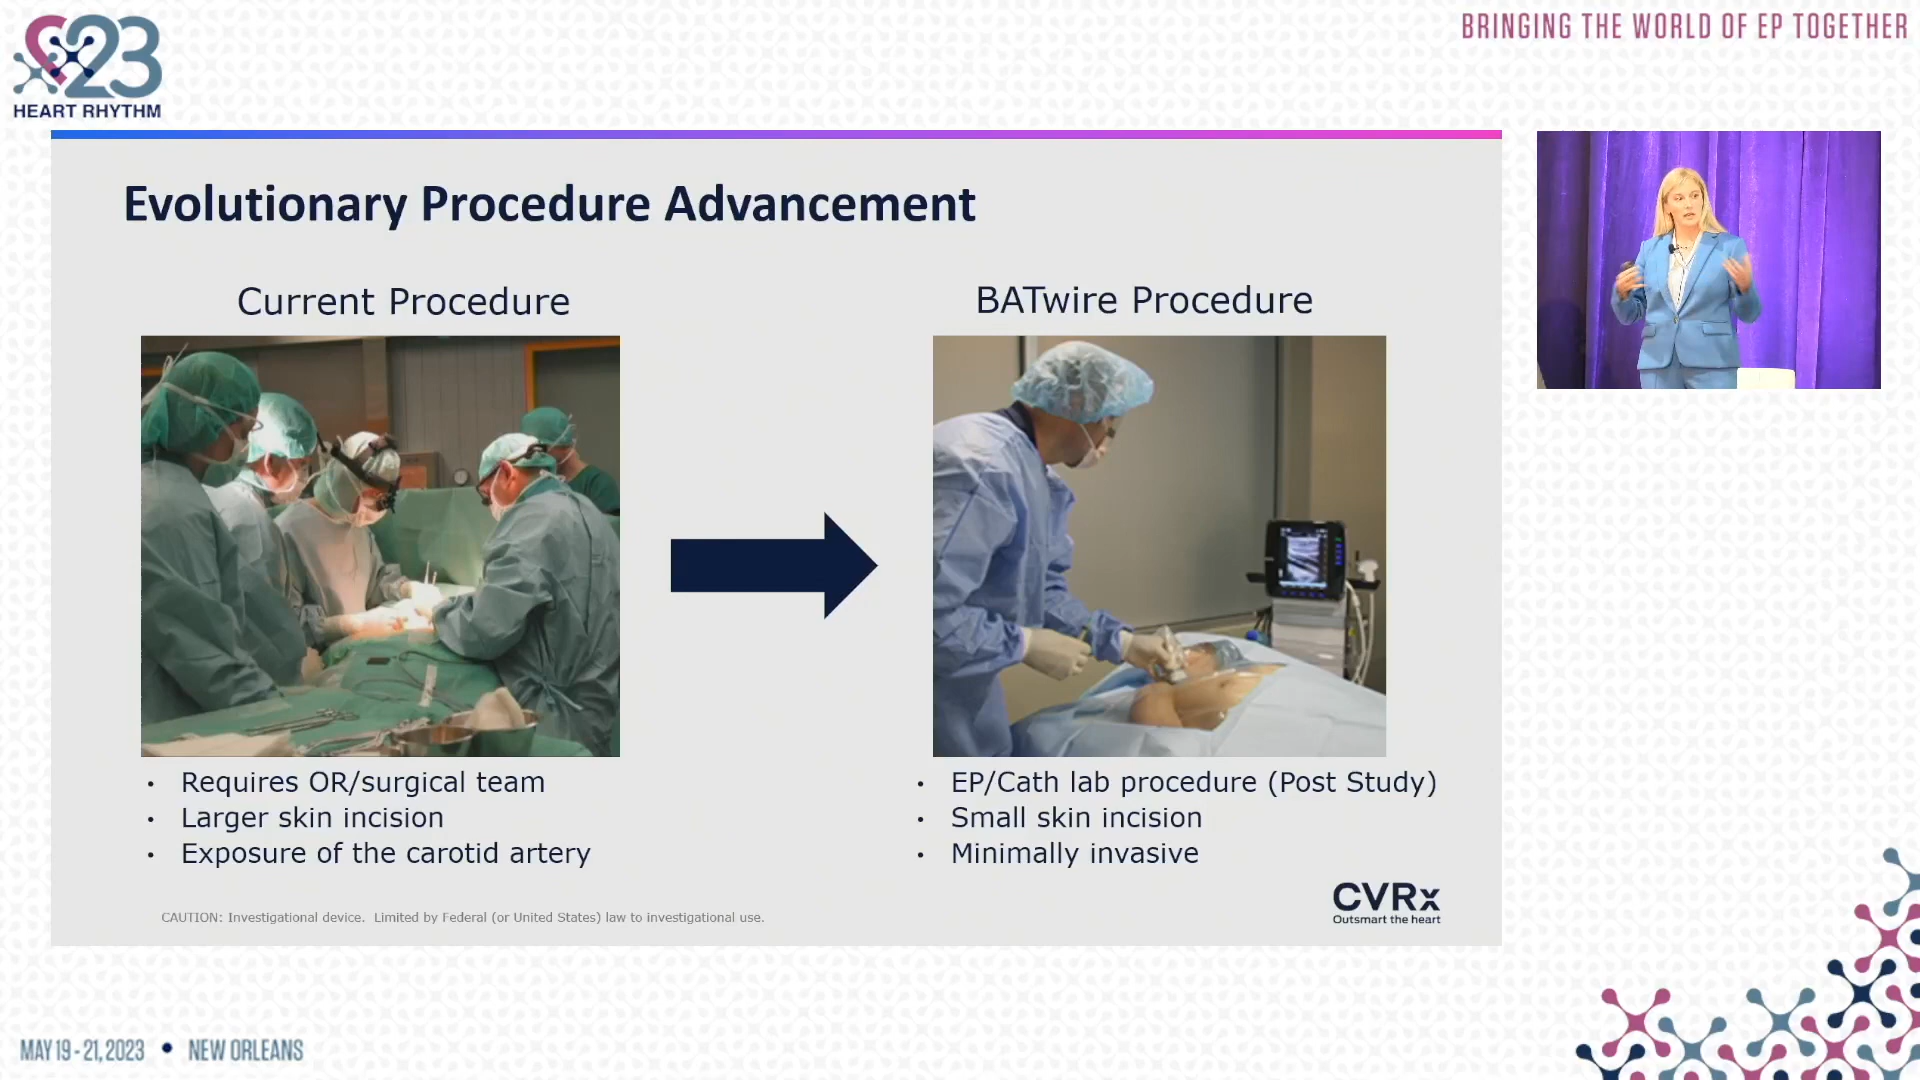 23
HEART RHYTHM
BRINGING THE WORLD OF EP TOGETHER
Evolutionary Procedure Advancement
Current Procedure
• Requires OR/surgical team
• Larger skin incision
• Exposure of the carotid artery
BATwire Procedure
• EP/Cath lab procedure (Post Study)
• Small skin incision
• Minimally invasive
CAUTION: Investigational device. Limited by Federal (or United States) law to investigational use.
CVRx
Outsmart the heart
MAY 19-21, 2023 • NEW ORLEANS